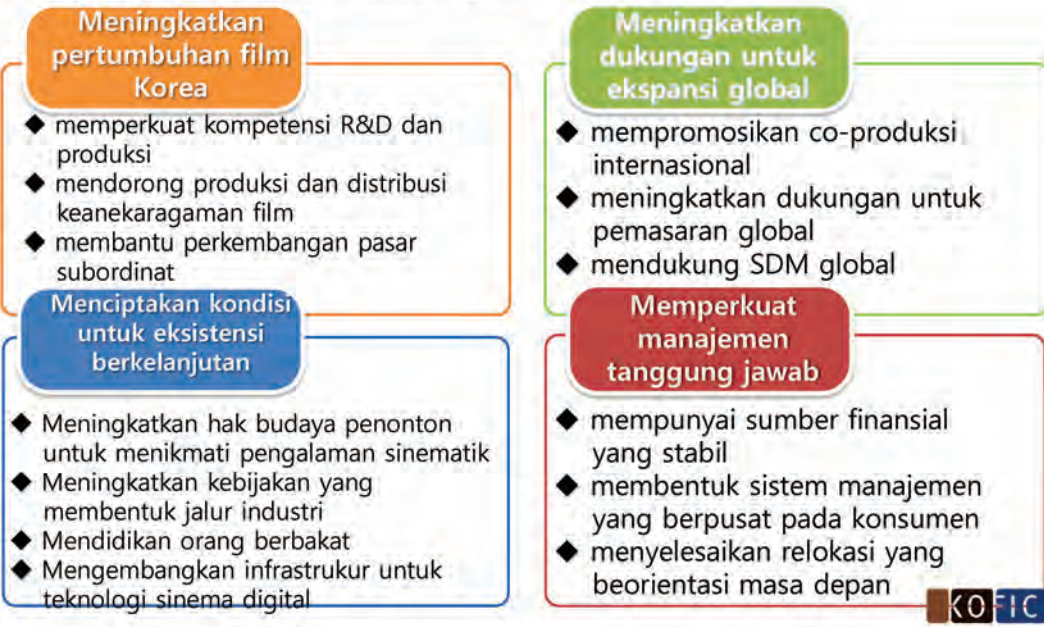 Meningkatkan
pertumbuhan film
Korea
◆ memperkuat kompetensi R&D dan
produksi
◆ mendorong produksi dan distribusi
keanekaragaman film
◆ membantu perkembangan pasar
subordinat
Meningkatkan
dukungan untuk
ekspansi global
◆ mempromosikan co-produksi
internasional
◆ meningkatkan dukungan untuk
pemasaran global
◆ mendukung SDM global
Menciptakan kondisi
untuk eksistensi
berkelanjutan
◆ Meningkatkan hak budaya penonton
untuk menikmati pengalaman sinematik
◆ Meningkatkan kebijakan yang
membentuk jalur industri
◆ Mendidikan orang berbakat
◆ Mengembangkan infrastrukur untuk
teknologi sinema digital
Memperkuat
manajemen
tanggung jawab
◆ mempunyai sumber finansial
yang stabil
◆ membentuk sistem manajemen
yang berpusat pada konsumen
◆ menyelesaikan relokasi yang
beorientasi masa depan
KOFIC